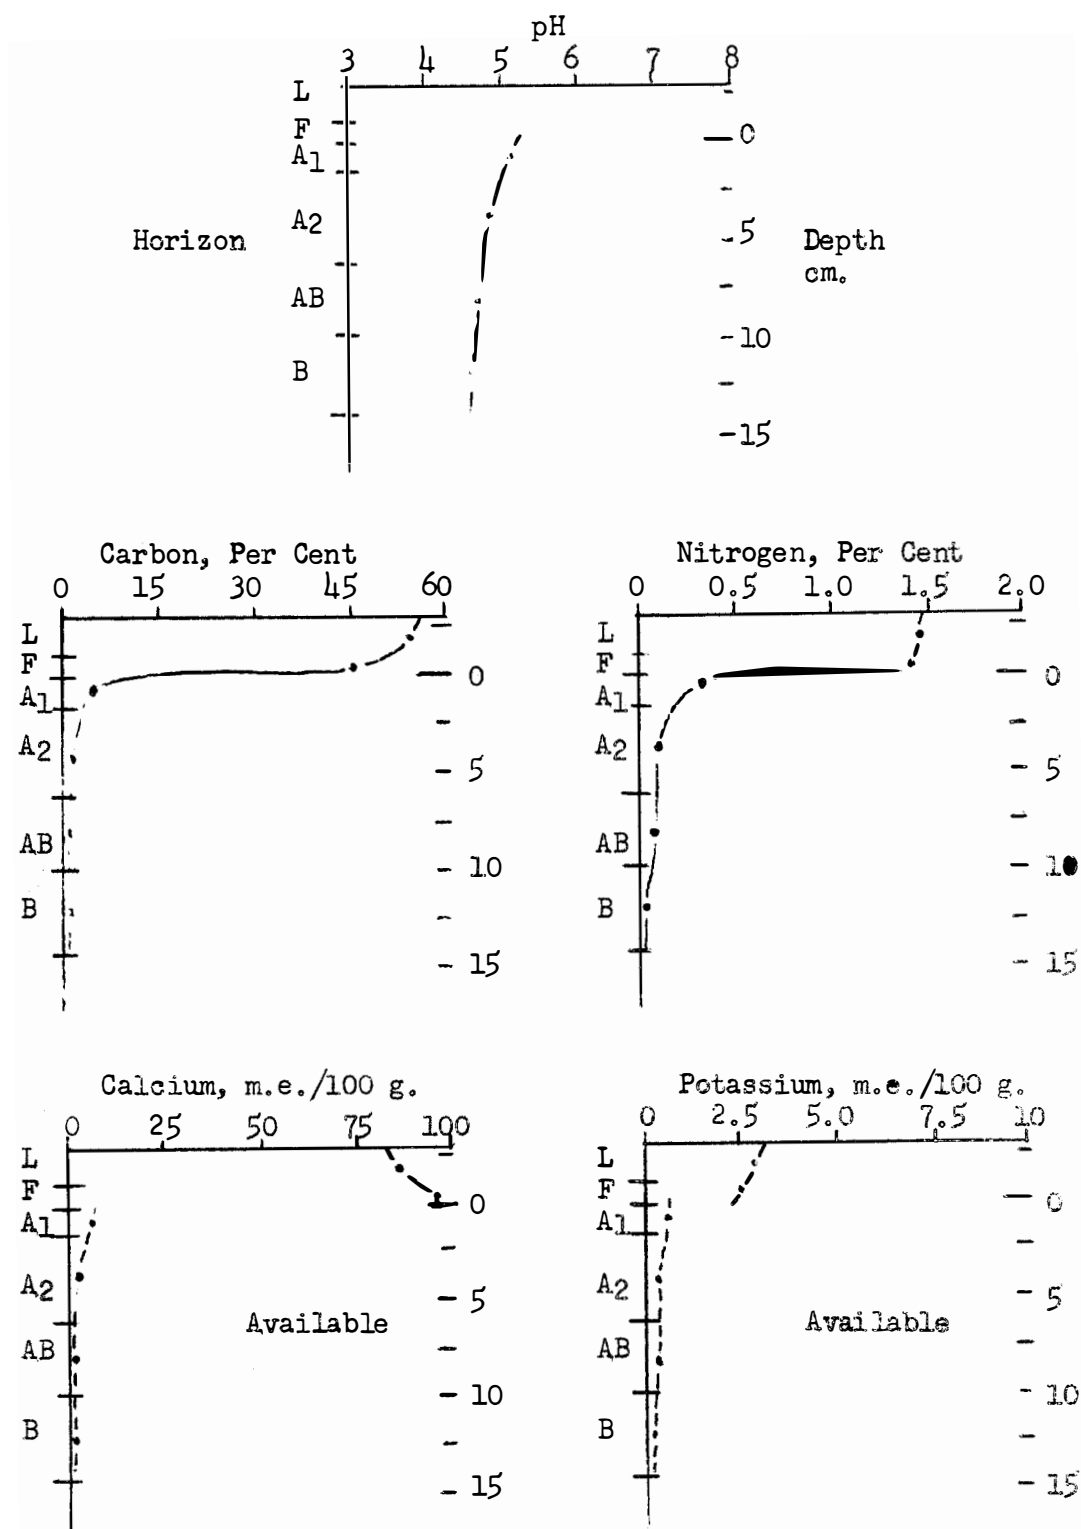 pH
3 4 5 6 7 8
L
F
A1
A2
AB
B
Horizon
0
5
10
15
Depth
cm.
Carbon, Per Cent
0 15 30 45 60
L
F
A1
A2
AB
B
0
5
10
15
Nitrogen, Per Cent
0 0.5 1.0 1.5 2.0
L
F
A1
A2
AB
B
0
5
10
15
Calcium, m.e./100 g.
0 25 50 75 100
L
F
A1
A2
AB
B
0
5
10
15
Available
Potassium, m.e./100 g.
0 2.5 5.0 7.5 10
L
F
A1
A2
AB
B
0
5
10
15
Available